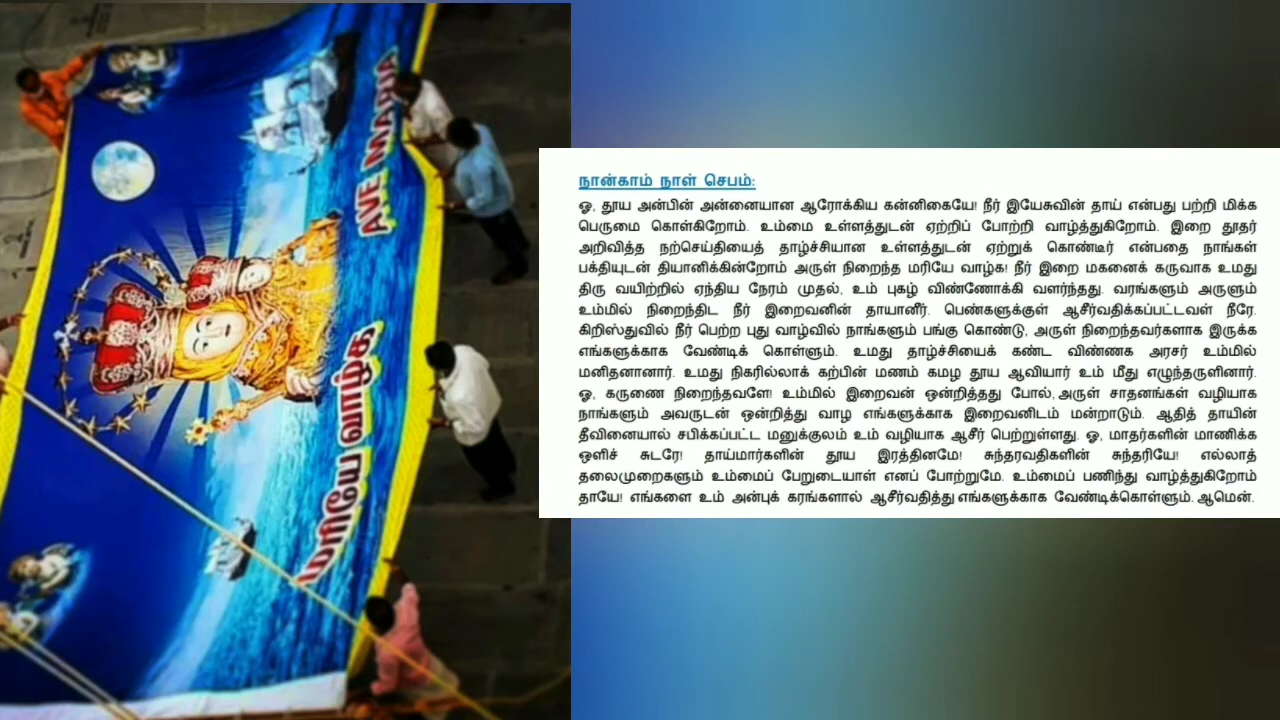 AVE MARIA
மரியே வாழ்க
நான்காம் நாள் செபம்:
ஓ, தூய அன்பின் அன்னையான ஆரோக்கிய கன்னிகையே! நீர் இயேசுவின் தாய் என்பது பற்றி மிக்க
பெருமை கொள்கிறோம். உம்மை உள்ளத்துடன் ஏற்றிப் போற்றி வாழ்த்துகிறோம். இறை தூதர்
அறிவித்த நற்செய்தியைத் தாழ்ச்சியான உள்ளத்துடன் ஏற்றுக் கொண்டீர் என்பதை நாங்கள்
பக்தியுடன் தியானிக்கின்றோம் அருள் நிறைந்த மரியே வாழ்க! நீர் இறை மகனைக் கருவாக உமது
திரு வயிற்றில் ஏந்திய நேரம் முதல், உம் புகழ் விண்ணோக்கி வளர்ந்தது. வரங்களும் அருளும்
உம்மில் நிறைந்திட நீர் இறைவனின் தாயானீர். பெண்களுக்குள் ஆசீர்வதிக்கப்பட்டவள் நீரே.
கிறிஸ்துவில் நீர் பெற்ற புது வாழ்வில் நாங்களும் பங்கு கொண்டு, அருள் நிறைந்தவர்களாக இருக்க
எங்களுக்காக வேண்டிக் கொள்ளும். உமது தாழ்ச்சியைக் கண்ட விண்ணக அரசர் உம்மில்
மனிதனானார். உமது நிகரில்லாக் கற்பின் மணம் கமழ தூய ஆவியார் உம் மீது எழுந்தருளினார்.
ஓ, கருணை நிறைந்தவளே! உம்மில் இறைவன் ஒன்றித்தது போல், அருள் சாதனங்கள் வழியாக
நாங்களும் அவருடன் ஒன்றித்து வாழ எங்களுக்காக இறைவனிடம் மன்றாடும். ஆதித் தாயின்
தீவினையால் சபிக்கப்பட்ட மனுக்குலம் உம் வழியாக ஆசீர் பெற்றுள்ளது. ஓ, மாதர்களின் மாணிக்க
ஒளிச் சுடரே! தாய்மார்களின் தூய இரத்தினமே! சுந்தரவதிகளின் சுந்தரியே! எல்லாத்
தலைமுறைகளும் உம்மைப் பேறுடையாள் எனப் போற்றுமே. உம்மைப் பணிந்து வாழ்த்துகிறோம்
தாயே! எங்களை உம் அன்புக் கரங்களால் ஆசீர்வதித்து எங்களுக்காக வேண்டிக்கொள்ளும். ஆமென்.